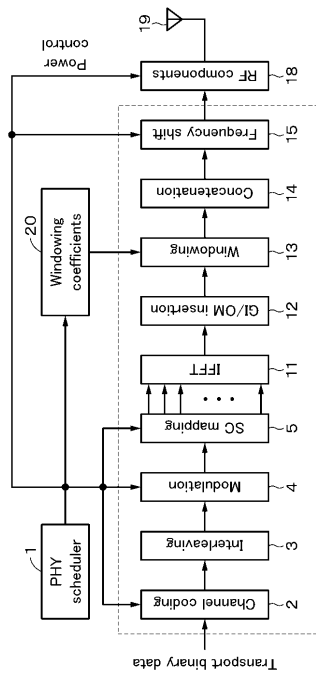 PHY
scheduler
1
Windowing
coefficients
20
Power
control
Transport binary data
Channel coding
2
Interleaving
3
Modulation
4
SC mapping
5
IFFT
11
GI/OM insertion
12
Windowing
13
Concatenation
14
Frequency shift
15
RF components
18
19